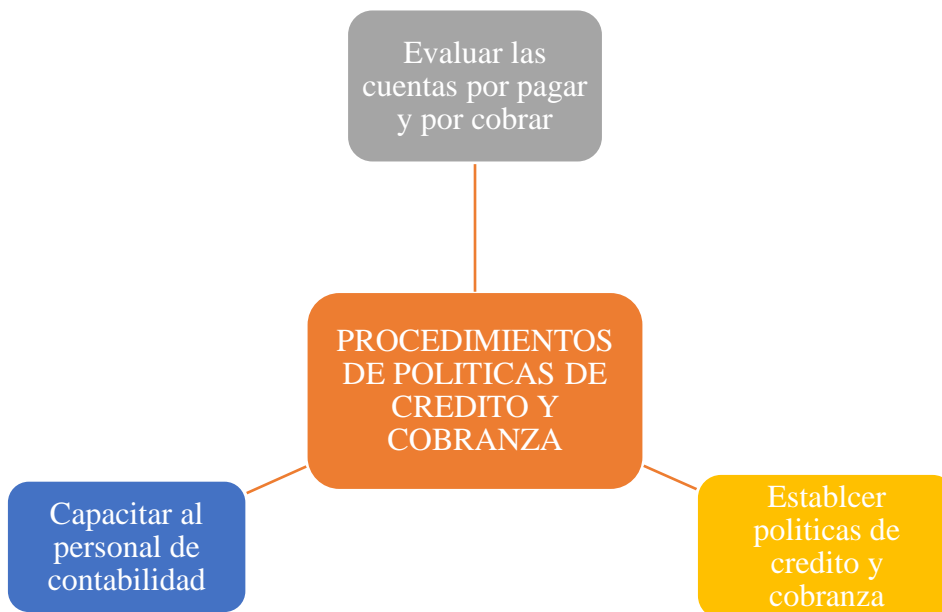 Evaluar las
cuentas por pagar
y por cobrar
PROCEDIMIENTOS
DE POLITICAS DE
CREDITO Y
COBRANZA
Capacitar al
personal de
contabilidad
Establcer
politicas de
credito y
cobranza